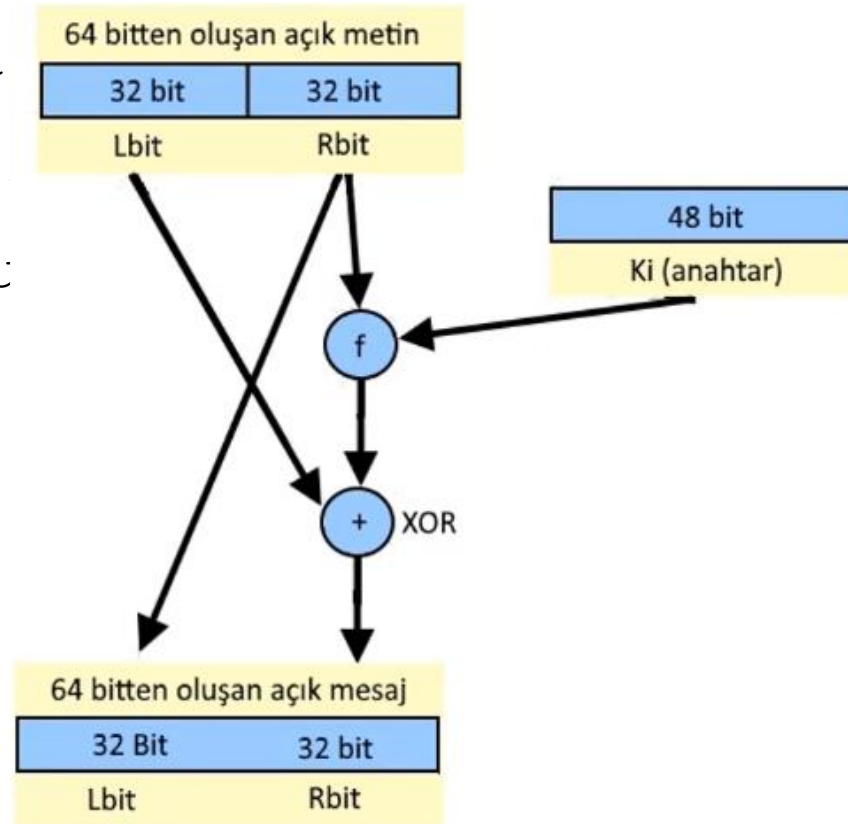 64 bitten oluşan açık metin
32 bit 32 bit
Lbit Rbit
48 bit
Ki (anahtar)
f
+ XOR
64 bitten oluşan açık mesaj
32 Bit 32 bit
Lbit Rbit